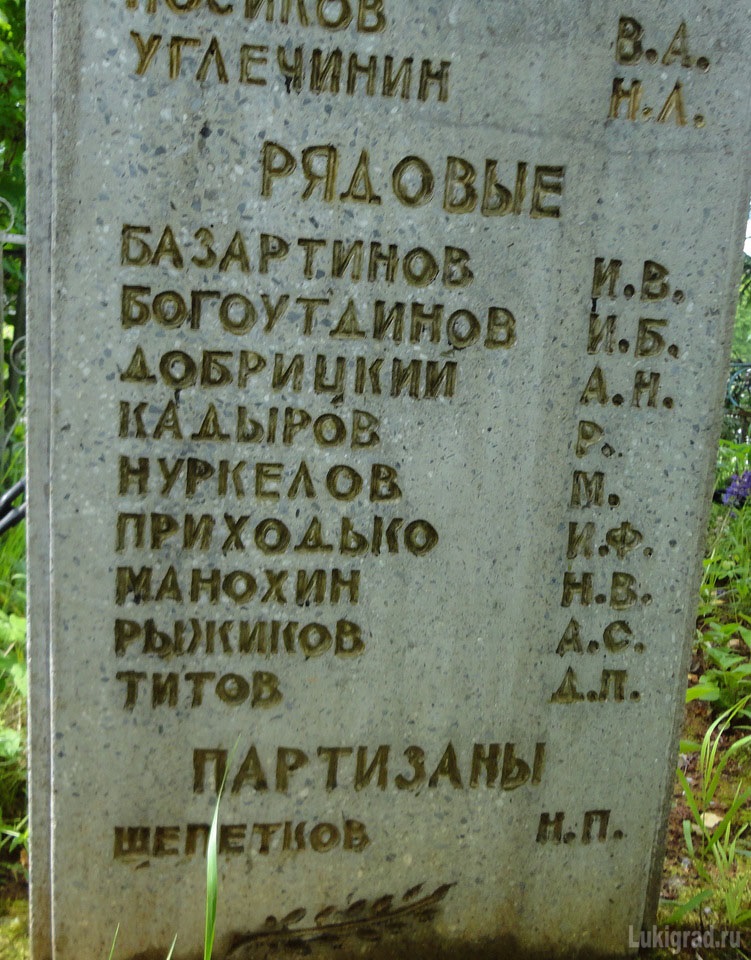 В.А.
УГЛЕЧИНИН Н.Л.
РЯДОВЫЕ
БАЗАРТИНОВ И.В.
БОГОУТДИНОВ И.Б.
ДОБРИЦКИЙ А.Н.
КАДЫРОВ Р.
НУРКЕЛОВ М.
ПРИХОДЬКО И.Ф.
МАНОХИН Н.В.
РЫЖИКОВ А.С.
ТИТОВ Д.П.
ПАРТИЗАНЫ
ЩЕПЕТКОВ Н.П.
Lukigrad.ru